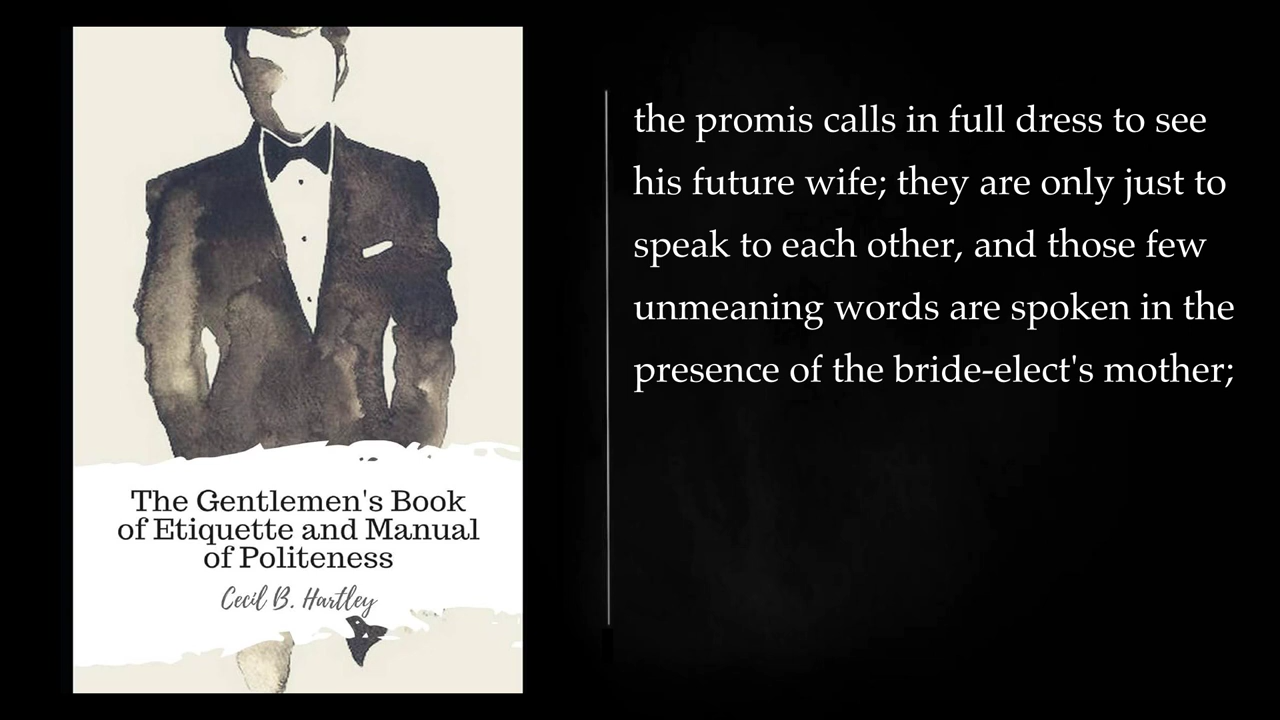 The Gentlemen's Book
of Etiquette and Manual
of Politeness
Cecil B. Hartley
the promis calls in full dress to see
his future wife; they are only just to
speak to each other, and those few
unmeaning words are spoken in the
presence of the bride-elect's mother;